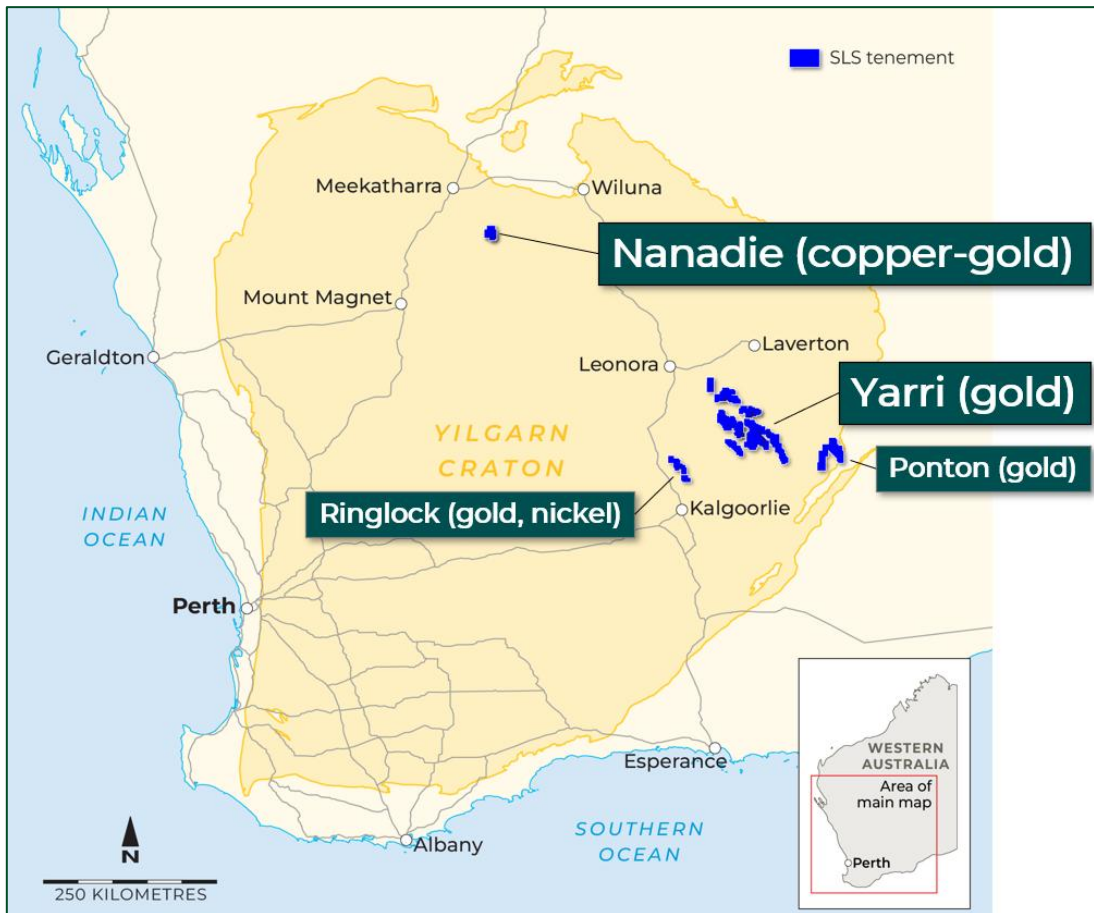 SLS tenement
Meekatharra
Wiluna
Nanadie (copper-gold)
Mount Magnet
Geraldton
Laverton
Leonora
Yarri (gold)
YILGARN
CRATON
Ponton (gold)
Ringlock (gold, nickel)
Kalgoorlie
INDIAN
OCEAN
Perth
Esperance
WESTERN
AUSTRALIA
Area of
main map
Perth
SOUTHERN
OCEAN
Albany
N
250 KILOMETRES